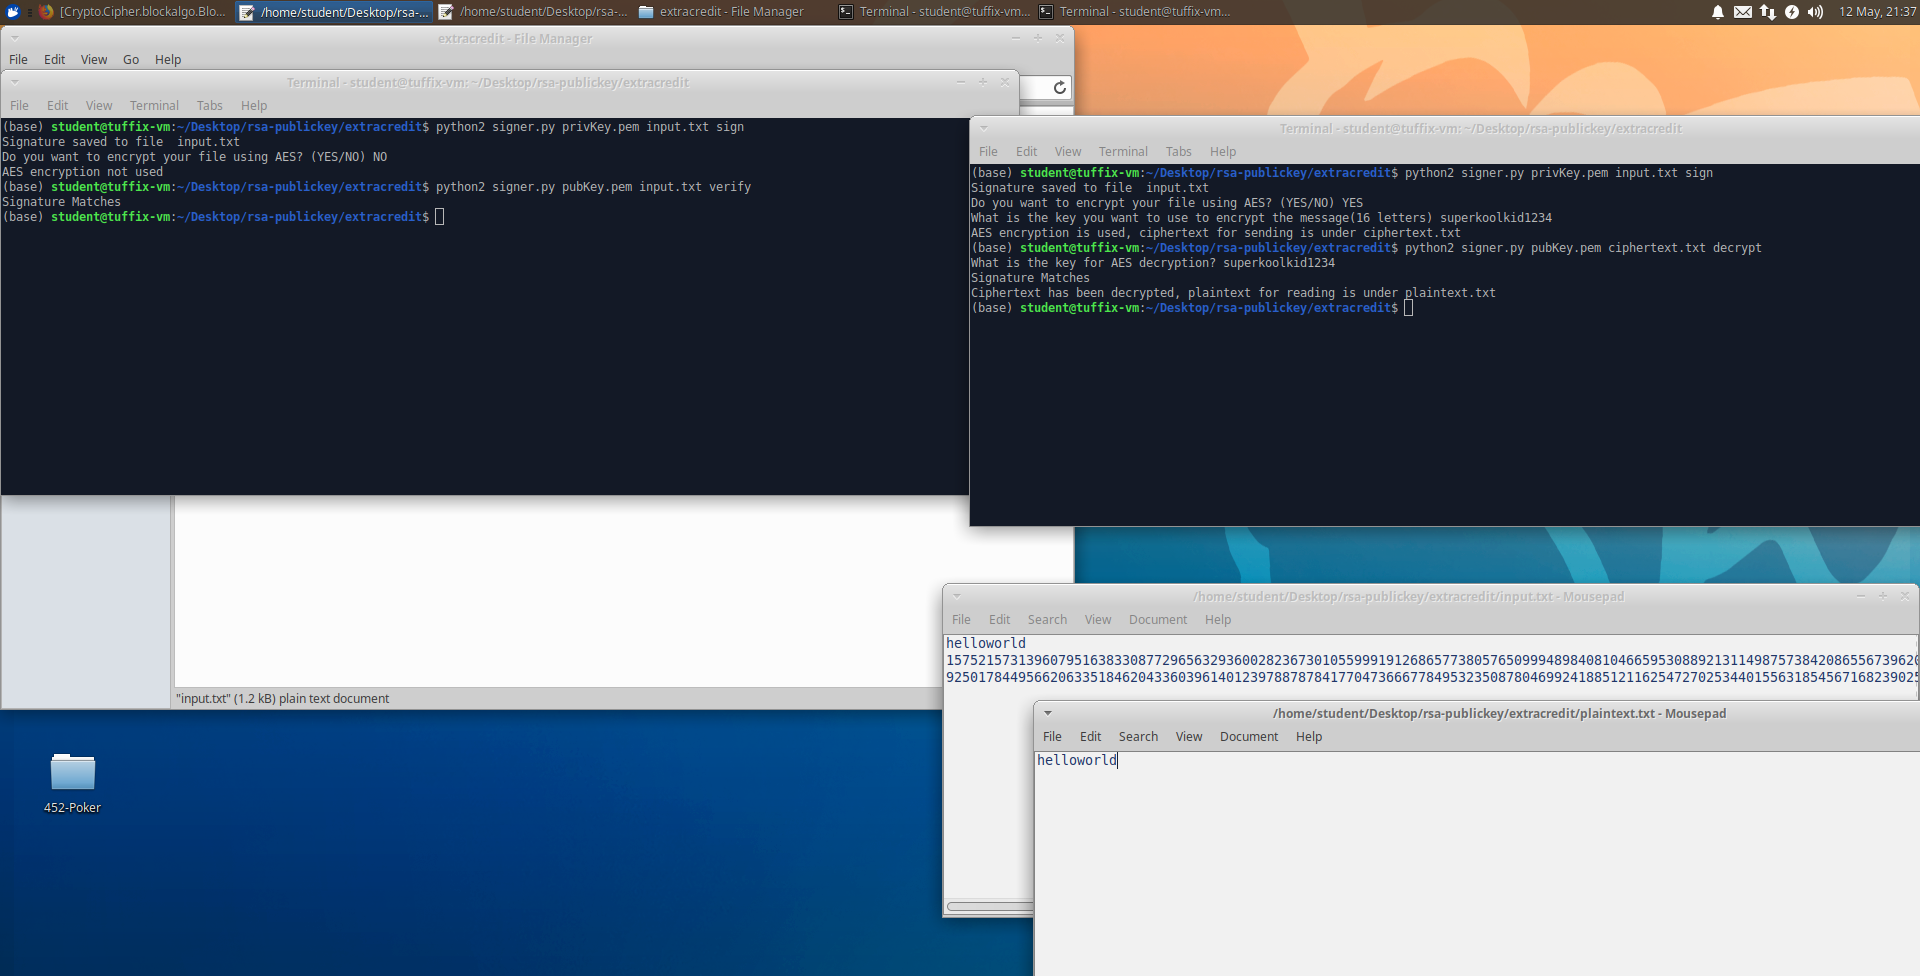 [Crypto.Cipher.blockalgo.Blo...
/home/student/Desktop/rsa-...
/home/student/Desktop/rsa-...
extracredit - File Manager
Terminal - student@tuffix-vm...
Terminal - student@tuffix-vm...
12 May, 21:37
extracredit - File Manager
File Edit View Go Help
Terminal - student@tuffix-vm: ~/Desktop/rsa-publickey/extracredit
File Edit View Terminal Tabs Help
(base) student@tuffix-vm:~/Desktop/rsa-publickey/extracredit$ python2 signer.py privKey.pem input.txt sign
Signature saved to file  input.txt
Do you want to encrypt your file using AES? (YES/NO) NO
AES encryption not used
(base) student@tuffix-vm:~/Desktop/rsa-publickey/extracredit$ python2 signer.py pubKey.pem input.txt verify
Signature Matches
(base) student@tuffix-vm:~/Desktop/rsa-publickey/extracredit$
Terminal - student@tuffix-vm: ~/Desktop/rsa-publickey/extracredit
File Edit View Terminal Tabs Help
(base) student@tuffix-vm:~/Desktop/rsa-publickey/extracredit$ python2 signer.py privKey.pem input.txt sign
Signature saved to file  input.txt
Do you want to encrypt your file using AES? (YES/NO) YES
What is the key you want to use to encrypt the message(16 letters) superkoolkid1234
AES encryption is used, ciphertext for sending is under ciphertext.txt
(base) student@tuffix-vm:~/Desktop/rsa-publickey/extracredit$ python2 signer.py pubKey.pem ciphertext.txt decrypt
What is the key for AES decryption? superkoolkid1234
Signature Matches
Ciphertext has been decrypted, plaintext for reading is under plaintext.txt
(base) student@tuffix-vm:~/Desktop/rsa-publickey/extracredit$
"input.txt" (1.2 kB) plain text document
/home/student/Desktop/rsa-publickey/extracredit/input.txt - Mousepad
File Edit Search View Document Help
helloworld
15752157313960795163833087729656329360028236730105599919126865773805765099948984081046659530889213114987573842086556739620
92501784495662063351846204336039614012397887878417704736667784953235087804699241885121162547270253440155631854567168239025
/home/student/Desktop/rsa-publickey/extracredit/plaintext.txt - Mousepad
File Edit Search View Document Help
helloworld
452-Poker